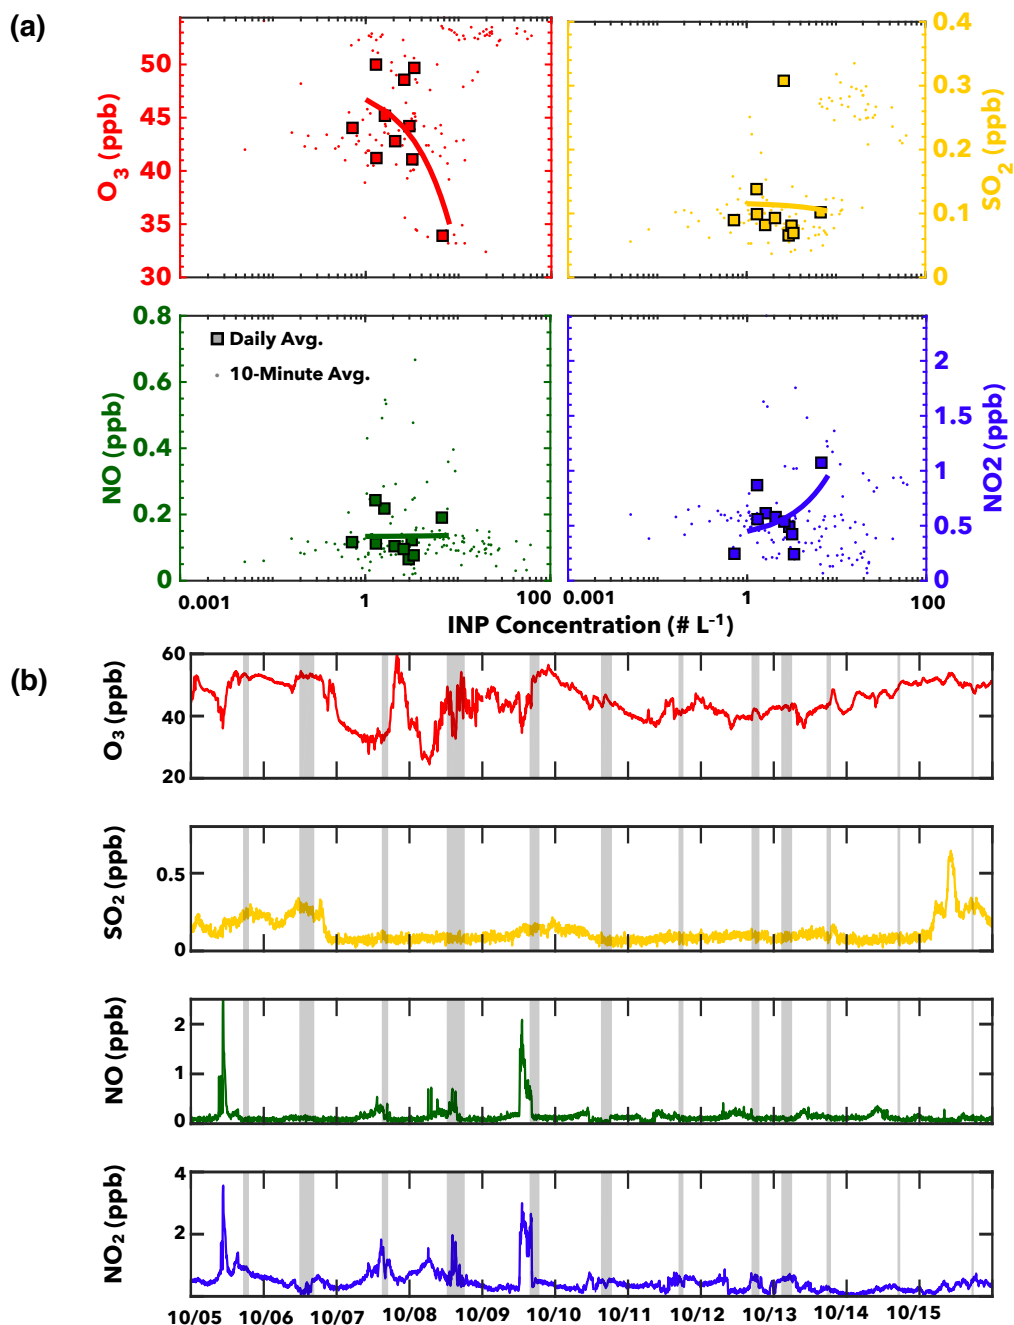 (a)
O3 (ppb)
50
45
40
35
30
0.4
0.3
0.2
0.1
0
SO2 (ppb)
NO (ppb)
0.8
0.6
0.4
0.2
0
Daily Avg.
10-Minute Avg.
2
1.5
1
0.5
0
NO2 (ppb)
0.001 1 100 0.001 1 100
INP Concentration (# L-1)
(b)
O3 (ppb)
60
40
20
SO2 (ppb)
0.5
0
NO (ppb)
2
1
0
NO2 (ppb)
4
2
10/05 10/06 10/07 10/08 10/09 10/10 10/11 10/12 10/13 10/14 10/15